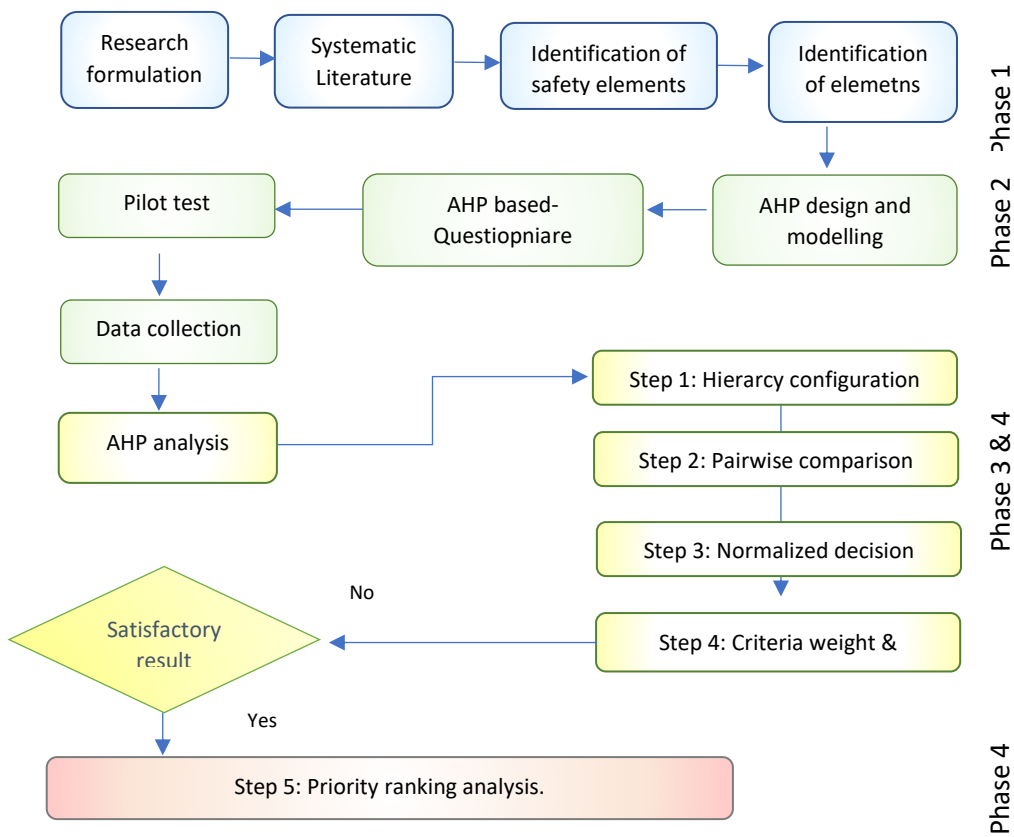 Research
formulation
Systematic
Literature
Identification of
safety elements
Identification
of elemetns
Phase 1
Pilot test
AHP based-
Questiopniare
AHP design and
modelling
Phase 2
Data collection
AHP analysis
Step 1: Hierarcy configuration
Step 2: Pairwise comparison
Step 3: Normalized decision
Step 4: Criteria weight &
Phase 3 & 4
No
Satisfactory
result
Yes
Step 5: Priority ranking analysis.
Phase 4